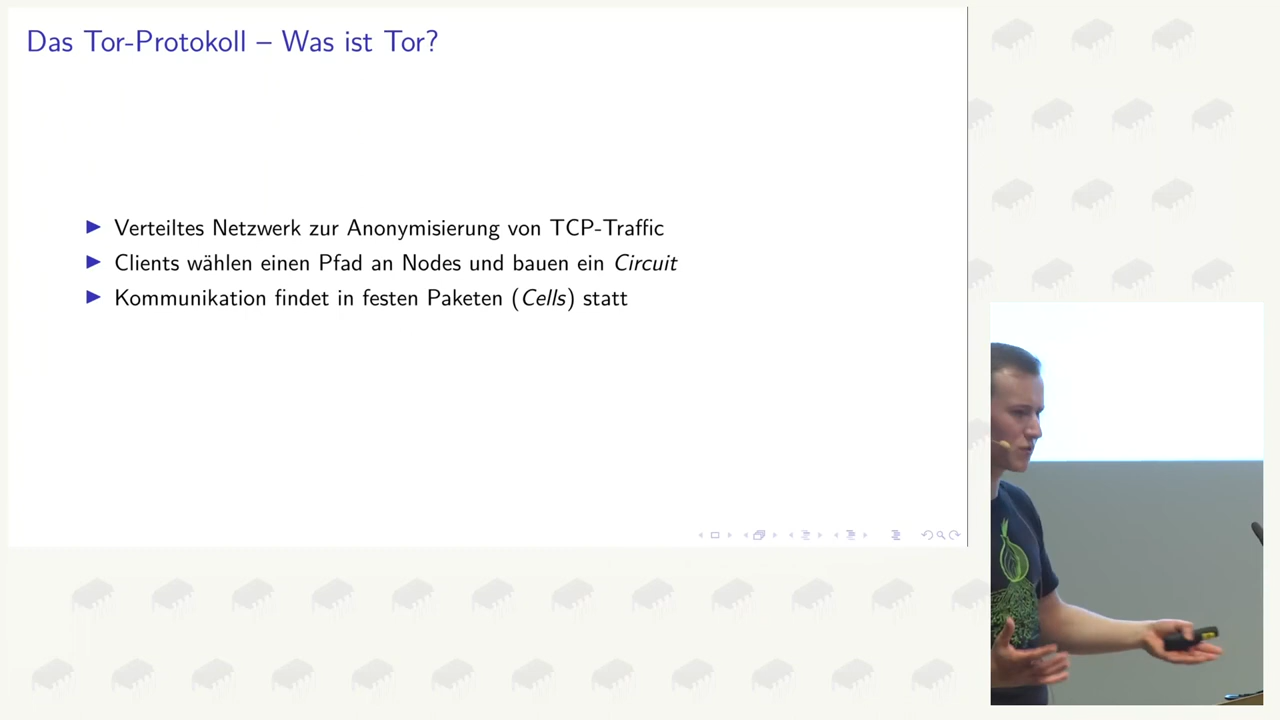 Das Tor-Protokoll – Was ist Tor?
Verteiltes Netzwerk zur Anonymisierung von TCP-Traffic
Clients wählen einen Pfad an Nodes und bauen ein Circuit
Kommunikation findet in festen Paketen (Cells) statt